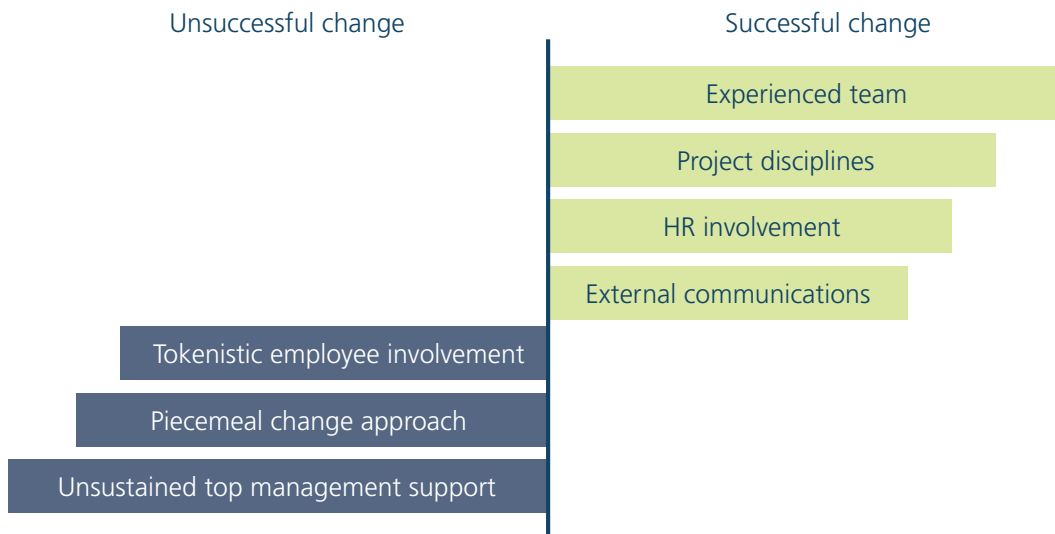 Unsuccessful change
Successful change
Experienced team
Project disciplines
HR involvement
External communications
Tokenistic employee involvement
Piecemeal change approach
Unsustained top management support